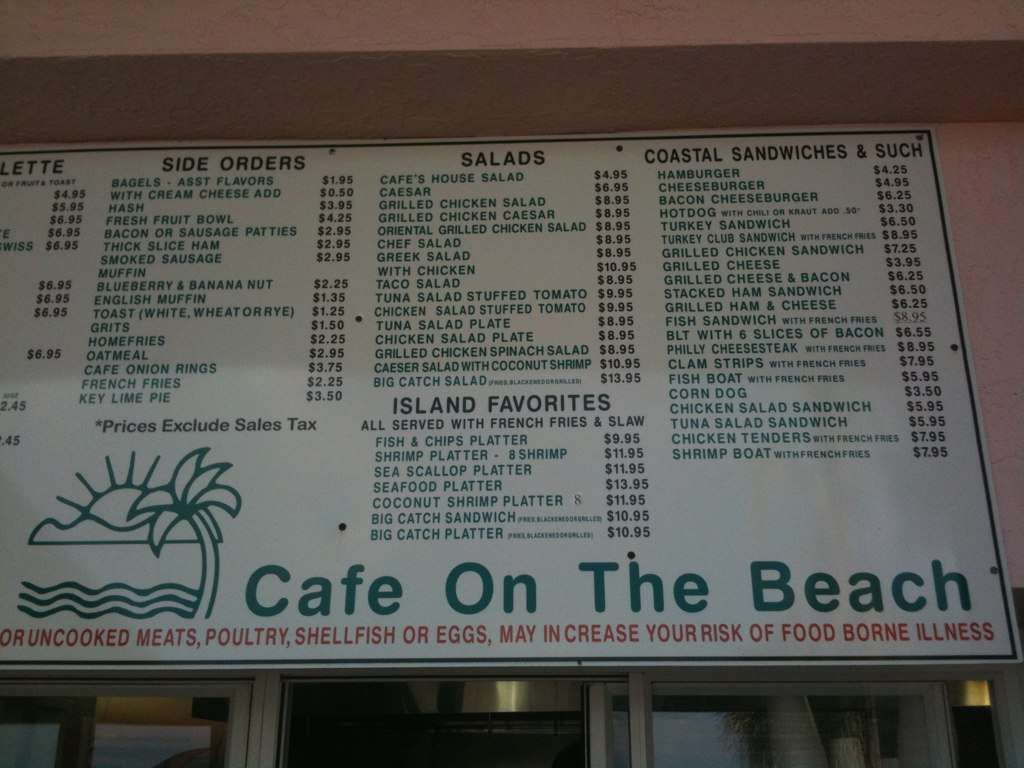 LETTE
OR FRUIT & TOAST
$4.95
$5.95
$6.95
E $6.95
SWISS $6.95
$6.95
$6.95
$6.95
$6.95
2.45
2.45
SIDE ORDERS
BAGELS - ASST FLAVORS $1.95
WITH CREAM CHEESE ADD $0.50
HASH $3.95
FRESH FRUIT BOWL $4.25
BACON OR SAUSAGE PATTIES $2.95
THICK SLICE HAM $2.95
SMOKED SAUSAGE $2.95
MUFFIN
BLUEBERRY & BANANA NUT $2.25
ENGLISH MUFFIN $1.35
TOAST (WHITE, WHEAT OR RYE) $1.25
GRITS $1.50
HOMEFRIES $2.25
OATMEAL $2.95
CAFE ONION RINGS $3.75
FRENCH FRIES $2.25
KEY LIME PIE $3.50
*Prices Exclude Sales Tax
SALADS
CAFE'S HOUSE SALAD $4.95
CAESAR $6.95
GRILLED CHICKEN SALAD $8.95
GRILLED CHICKEN CAESAR $8.95
ORIENTAL GRILLED CHICKEN SALAD $8.95
CHEF SALAD $8.95
GREEK SALAD $8.95
WITH CHICKEN $10.95
TACO SALAD $8.95
TUNA SALAD STUFFED TOMATO $9.95
CHICKEN SALAD STUFFED TOMATO $9.95
TUNA SALAD PLATE $8.95
CHICKEN SALAD PLATE $8.95
GRILLED CHICKEN SPINACH SALAD $8.95
CAESER SALAD WITH COCONUT SHRIMP $10.95
BIG CATCH SALAD (FRIED, BLACKENED OR GRILLED) $13.95
ISLAND FAVORITES
ALL SERVED WITH FRENCH FRIES & SLAW
FISH & CHIPS PLATTER $9.95
SHRIMP PLATTER - 8 SHRIMP $11.95
SEA SCALLOP PLATTER $11.95
SEAFOOD PLATTER $13.95
COCONUT SHRIMP PLATTER 8 $11.95
BIG CATCH SANDWICH (FRIED, BLACKENED OR GRILLED) $10.95
BIG CATCH PLATTER (FRIED, BLACKENED OR GRILLED) $10.95
COASTAL SANDWICHES & SUCH
HAMBURGER $4.25
CHEESEBURGER $4.95
BACON CHEESEBURGER $6.25
HOTDOG WITH CHILI OR KRAUT ADD .50° $3.30
TURKEY SANDWICH $6.50
TURKEY CLUB SANDWICH WITH FRENCH FRIES $8.95
GRILLED CHICKEN SANDWICH $7.25
GRILLED CHEESE $3.95
GRILLED CHEESE & BACON $6.25
STACKED HAM SANDWICH $6.50
GRILLED HAM & CHEESE $6.25
FISH SANDWICH WITH FRENCH FRIES $8.95
BLT WITH 6 SLICES OF BACON $6.55
PHILLY CHEESESTEAK WITH FRENCH FRIES $8.95
CLAM STRIPS WITH FRENCH FRIES $7.95
FISH BOAT WITH FRENCH FRIES $5.95
CORN DOG $3.50
CHICKEN SALAD SANDWICH $5.95
TUNA SALAD SANDWICH $5.95
CHICKEN TENDERS WITH FRENCH FRIES $7.95
SHRIMP BOAT WITH FRENCH FRIES $7.95
Cafe On The Beach
OR UNCOOKED MEATS, POULTRY, SHELLFISH OR EGGS, MAY INCREASE YOUR RISK OF FOOD BORNE ILLNESS